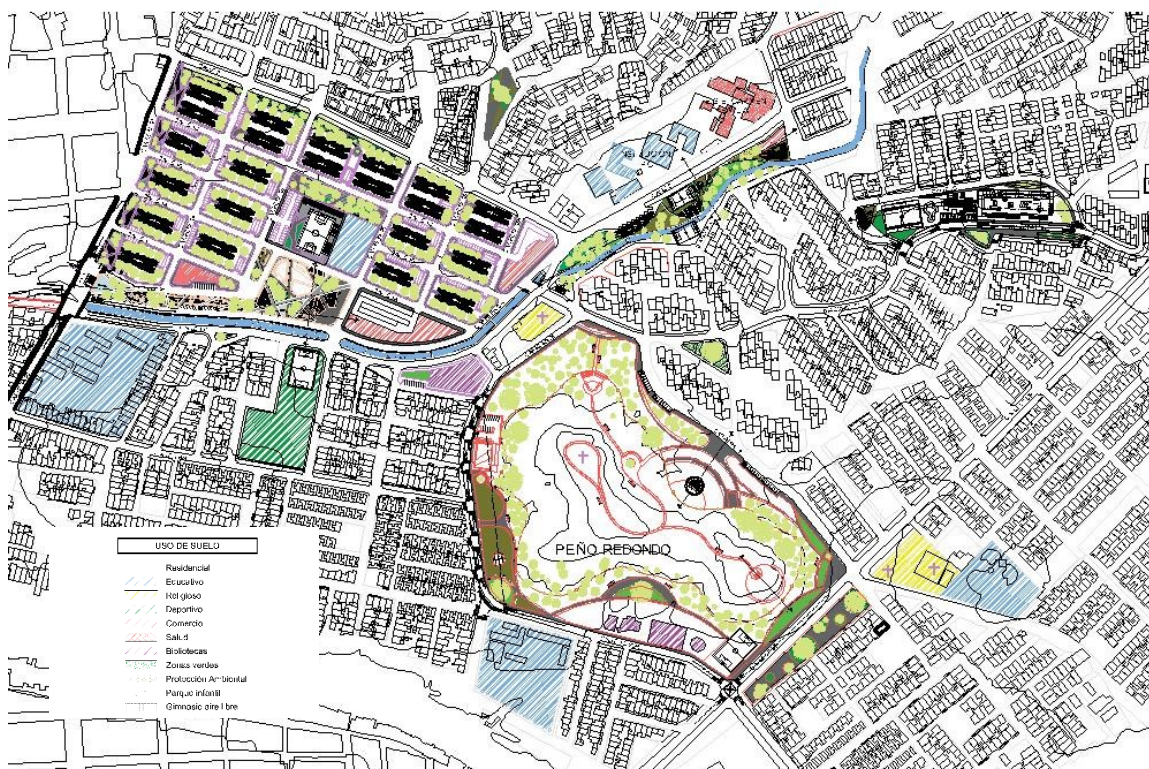 PEÑO REDONDO
USO DE SUELO
Residencial
Educativo
Religioso
Deportivo
Comercio
Salud
Bibliotecas
Zonas verdes
Protección Ambiental
Parque infantil
Gimnasio aire libre